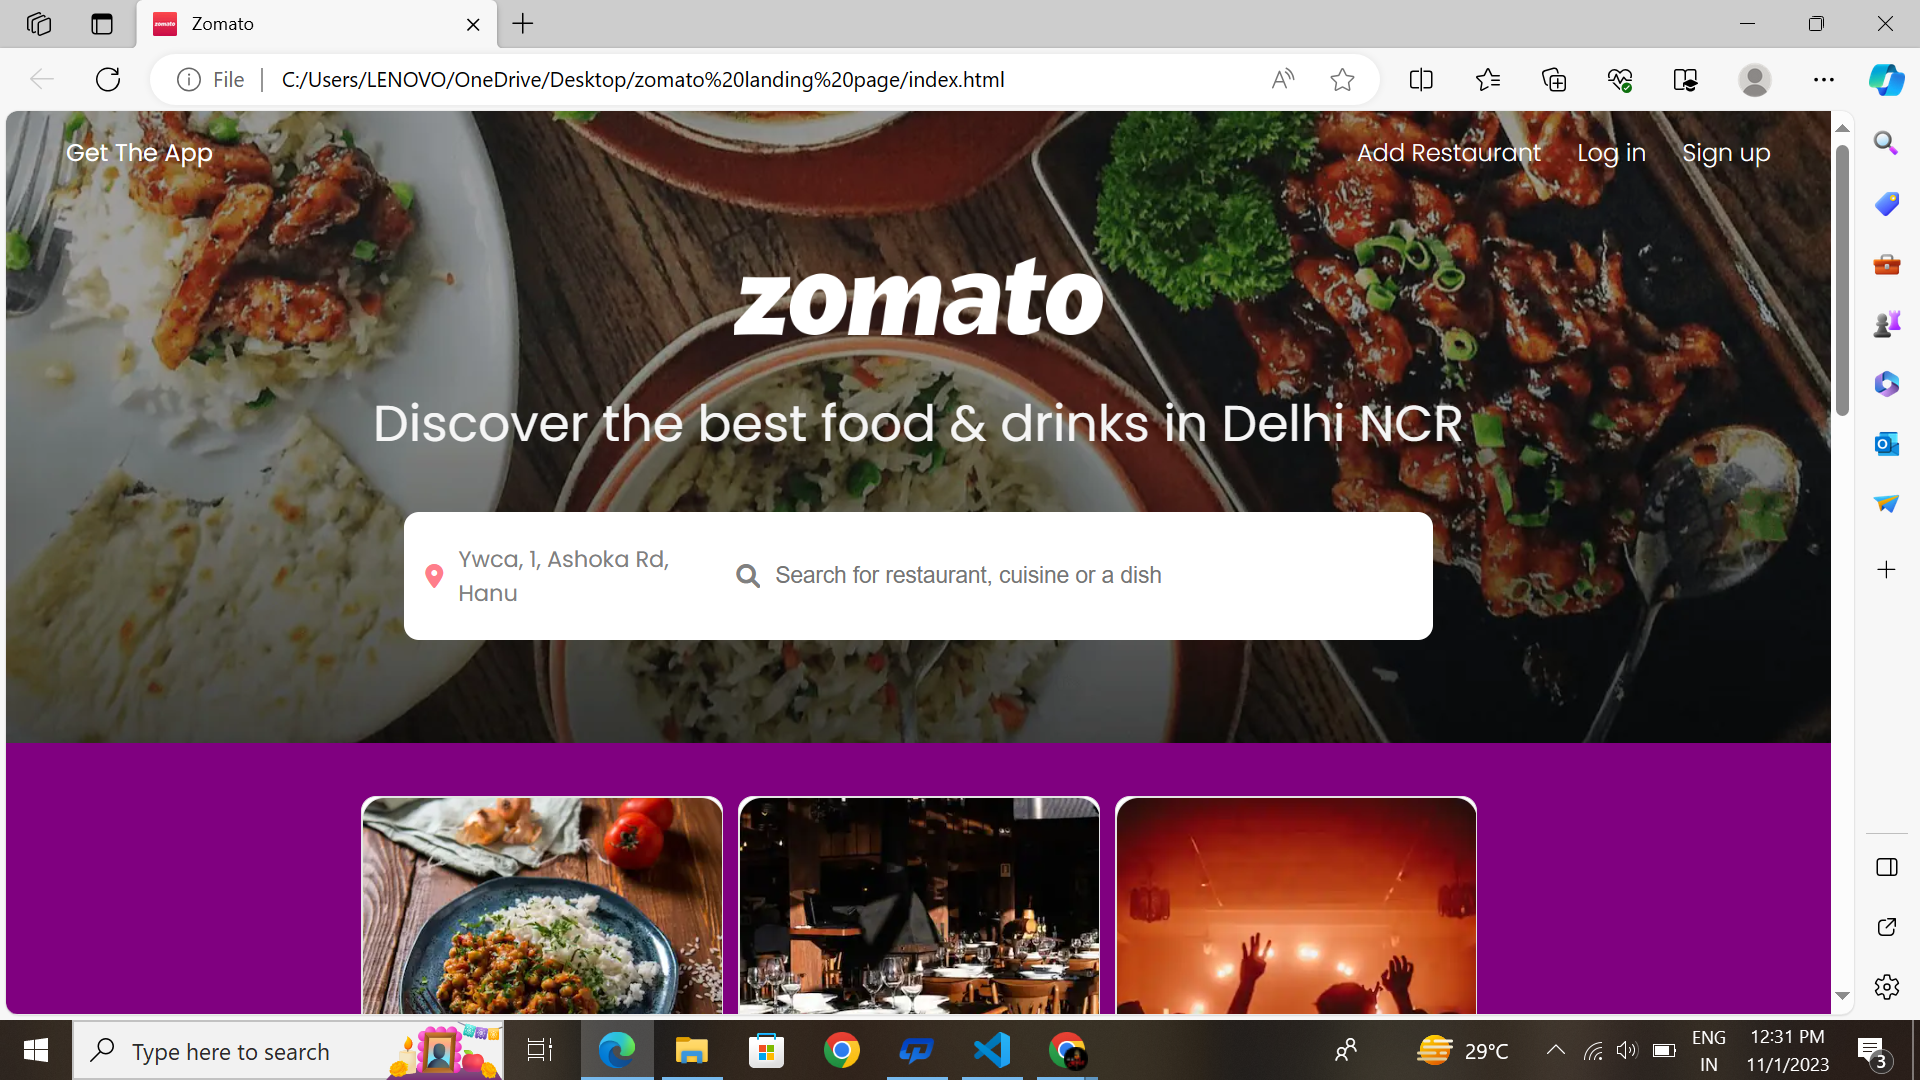 zomato
Zomato
File
C:/Users/LENOVO/OneDrive/Desktop/zomato%20landing%20page/index.html
Get The App
Add Restaurant
Log in
Sign up
zomato
Discover the best food & drinks in Delhi NCR
Ywca, 1, Ashoka Rd,
Hanu
Search for restaurant, cuisine or a dish
Type here to search
29°C
ENG
IN
12:31 PM
11/1/2023
3